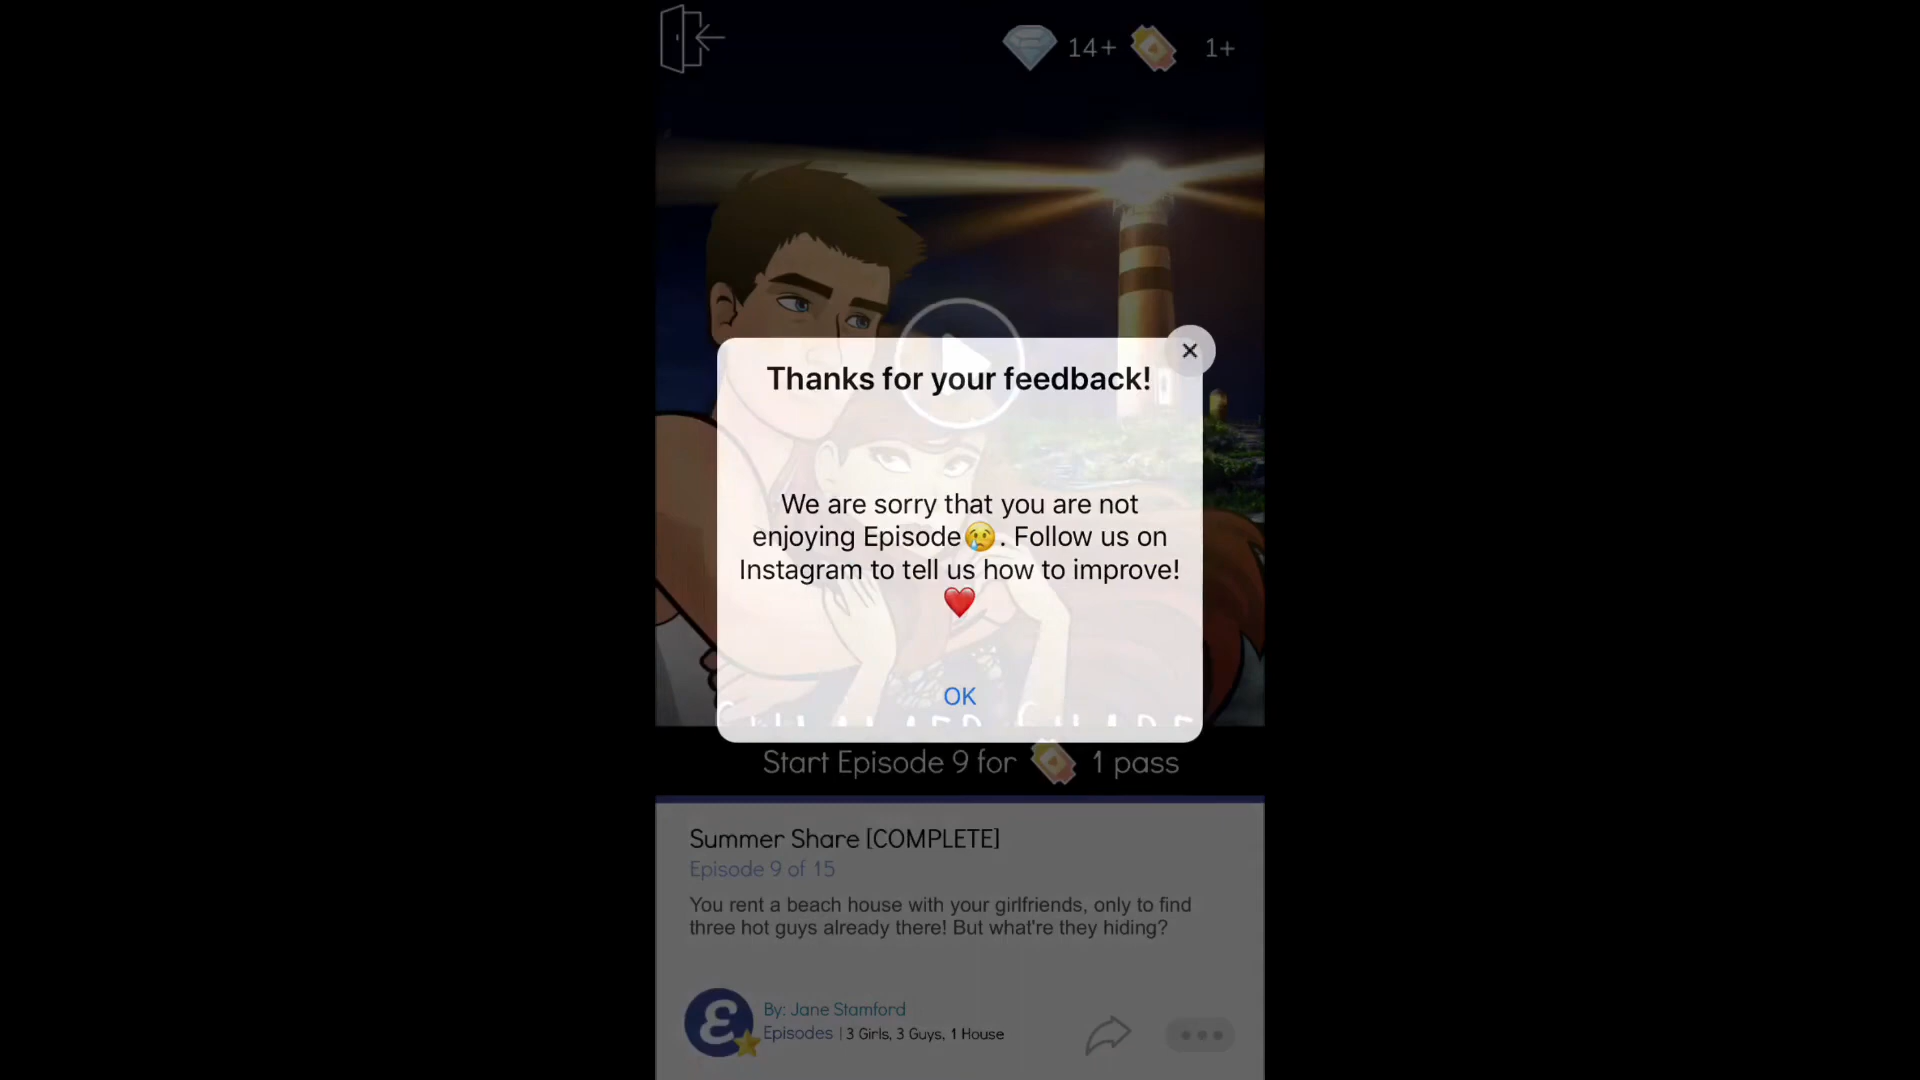 14+ 1+
Thanks for your feedback!
We are sorry that you are not
enjoying Episode😢. Follow us on
Instagram to tell us how to improve!
❤️
OK
Start Episode 9 for 1 pass
Summer Share [COMPLETE]
Episode 9 of 15
You rent a beach house with your girlfriends, only to find
three hot guys already there! But what're they hiding?
By: Jane Stamford
Episodes | 3 Girls, 3 Guys, 1 House